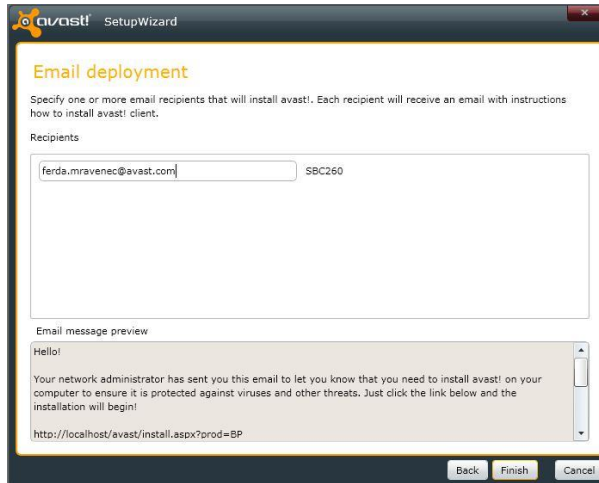 avast! SetupWizard
Email deployment
Specify one or more email recipients that will install avast!. Each recipient will receive an email with instructions
how to install avast! client.
Recipients
ferda.mravenec@avast.com SBC260
Email message preview
Hello!
Your network administrator has sent you this email to let you know that you need to install avast! on your
computer to ensure it is protected against viruses and other threats. Just click the link below and the
installation will begin!
http://localhost/avast/install.aspx?prod=BP
Back Finish Cancel